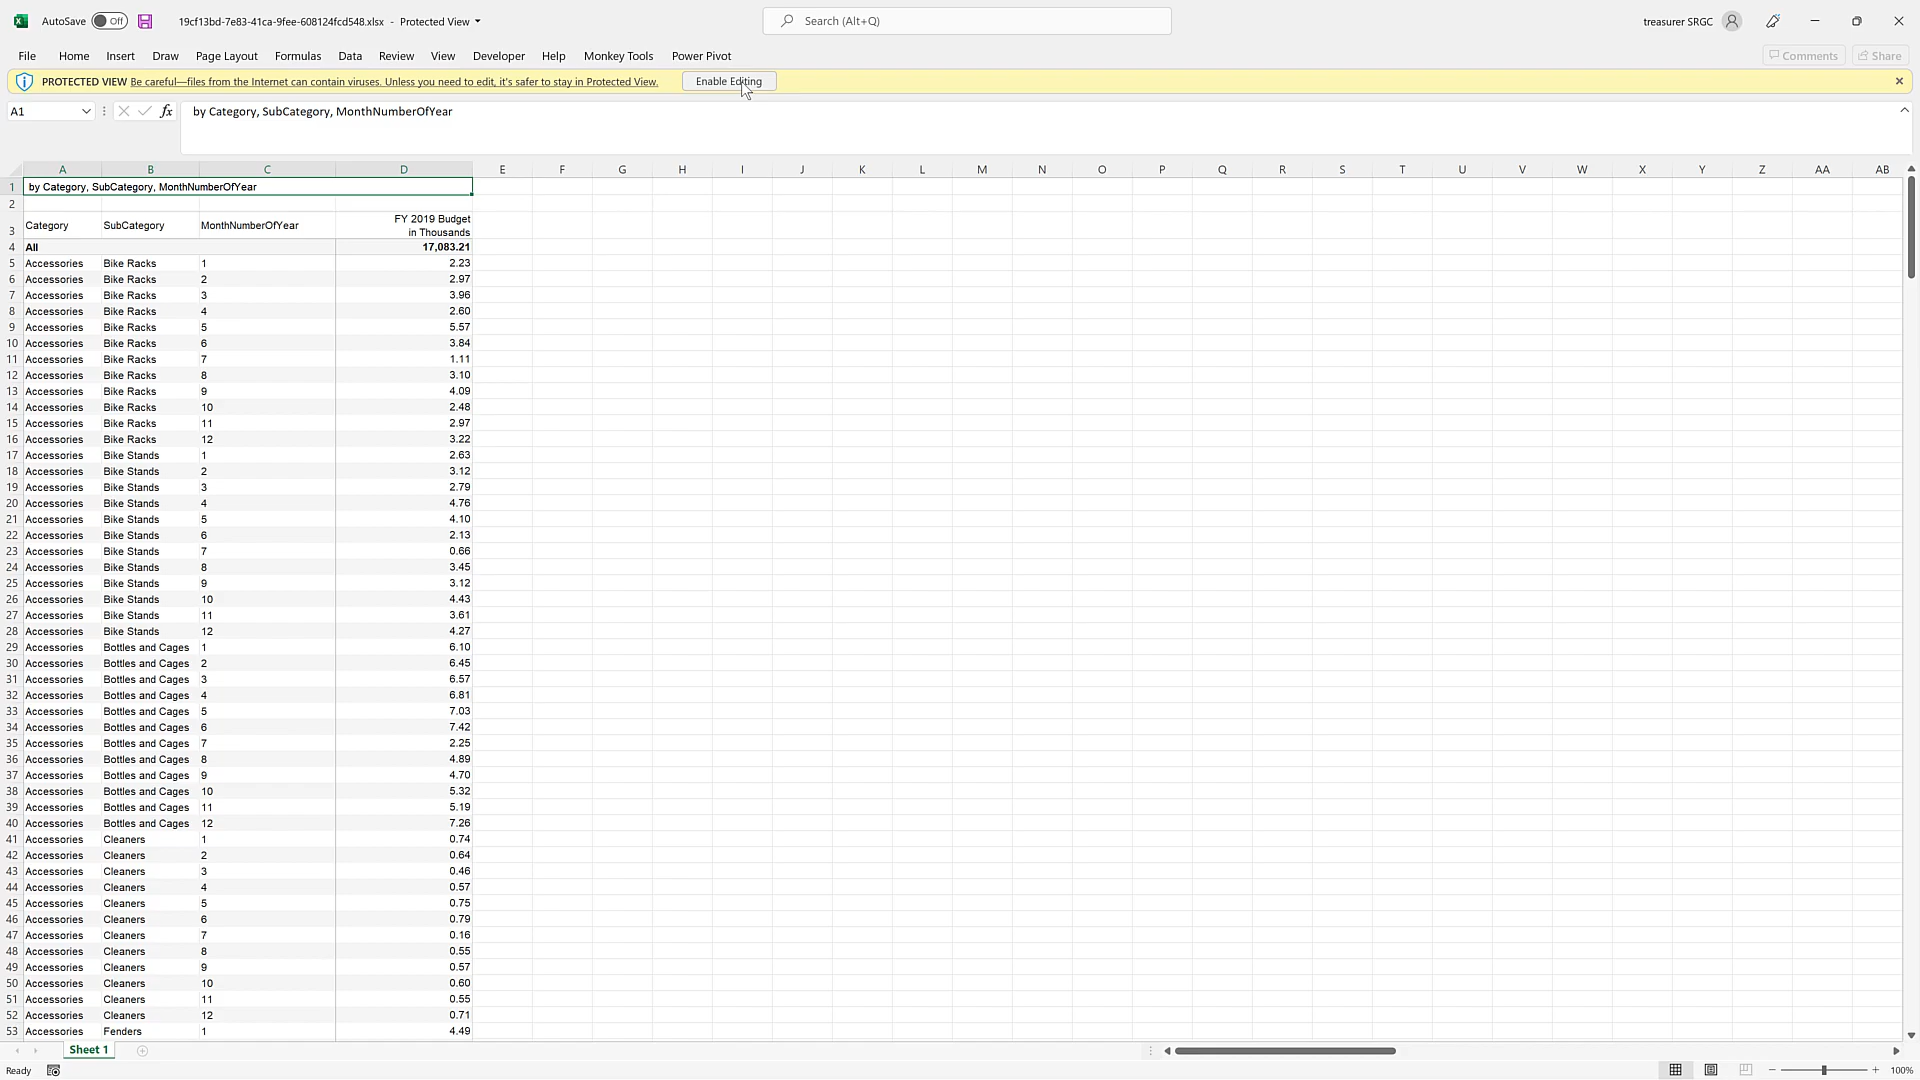 AutoSave Off 19cf13bd-7e83-41ca-9fee-608124fcd548.xlsx - Protected View Search (Alt+Q) treasurer SRGC
File Home Insert Draw Page Layout Formulas Data Review View Developer Help Monkey Tools Power Pivot Comments Share
PROTECTED VIEW Be careful—files from the Internet can contain viruses. Unless you need to edit, it's safer to stay in Protected View. Enable Editing
A1 fx by Category, SubCategory, MonthNumberOfYear
A B C D E F G H I J K L M N O P Q R S T U V W X Y Z AA AB
1 by Category, SubCategory, MonthNumberOfYear
2
FY 2019 Budget
3 Category SubCategory MonthNumberOfYear in Thousands
4 All 17,083.21
5 Accessories Bike Racks 1 2.23
6 Accessories Bike Racks 2 2.97
7 Accessories Bike Racks 3 3.96
8 Accessories Bike Racks 4 2.60
9 Accessories Bike Racks 5 5.57
10 Accessories Bike Racks 6 3.84
11 Accessories Bike Racks 7 1.11
12 Accessories Bike Racks 8 3.10
13 Accessories Bike Racks 9 4.09
14 Accessories Bike Racks 10 2.48
15 Accessories Bike Racks 11 2.97
16 Accessories Bike Racks 12 3.22
17 Accessories Bike Stands 1 2.63
18 Accessories Bike Stands 2 3.12
19 Accessories Bike Stands 3 2.79
20 Accessories Bike Stands 4 4.76
21 Accessories Bike Stands 5 4.10
22 Accessories Bike Stands 6 2.13
23 Accessories Bike Stands 7 0.66
24 Accessories Bike Stands 8 3.45
25 Accessories Bike Stands 9 3.12
26 Accessories Bike Stands 10 4.43
27 Accessories Bike Stands 11 3.61
28 Accessories Bike Stands 12 4.27
29 Accessories Bottles and Cages 1 6.10
30 Accessories Bottles and Cages 2 6.45
31 Accessories Bottles and Cages 3 6.57
32 Accessories Bottles and Cages 4 6.81
33 Accessories Bottles and Cages 5 7.03
34 Accessories Bottles and Cages 6 7.42
35 Accessories Bottles and Cages 7 2.25
36 Accessories Bottles and Cages 8 4.89
37 Accessories Bottles and Cages 9 4.70
38 Accessories Bottles and Cages 10 5.32
39 Accessories Bottles and Cages 11 5.19
40 Accessories Bottles and Cages 12 7.26
41 Accessories Cleaners 1 0.74
42 Accessories Cleaners 2 0.64
43 Accessories Cleaners 3 0.46
44 Accessories Cleaners 4 0.57
45 Accessories Cleaners 5 0.75
46 Accessories Cleaners 6 0.79
47 Accessories Cleaners 7 0.16
48 Accessories Cleaners 8 0.55
49 Accessories Cleaners 9 0.57
50 Accessories Cleaners 10 0.60
51 Accessories Cleaners 11 0.55
52 Accessories Cleaners 12 0.71
53 Accessories Fenders 1 4.49
Sheet 1
Ready 100%